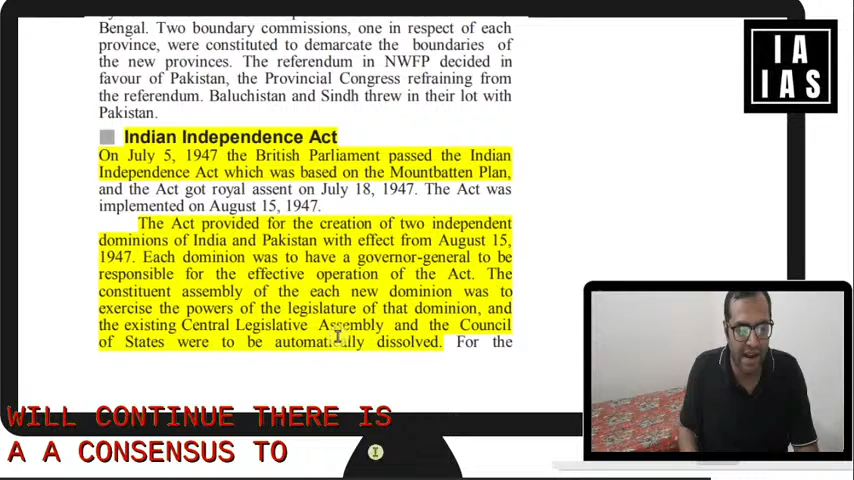 Bengal. Two boundary commissions, one in respect of each
province, were constituted to demarcate the boundaries of
the new provinces. The referendum in NWFP decided in
favour of Pakistan, the Provincial Congress refraining from
the referendum. Baluchistan and Sindh threw in their lot with
Pakistan.
Indian Independence Act
On July 5, 1947 the British Parliament passed the Indian
Independence Act which was based on the Mountbatten Plan,
and the Act got royal assent on July 18, 1947. The Act was
implemented on August 15, 1947.
The Act provided for the creation of two independent
dominions of India and Pakistan with effect from August 15,
1947. Each dominion was to have a governor-general to be
responsible for the effective operation of the Act. The
constituent assembly of the each new dominion was to
exercise the powers of the legislature of that dominion, and
the existing Central Legislative Assembly and the Council
of States were to be automatically dissolved. For the
IA
IAS
WILL CONTINUE THERE IS
A A CONSENSUS TO